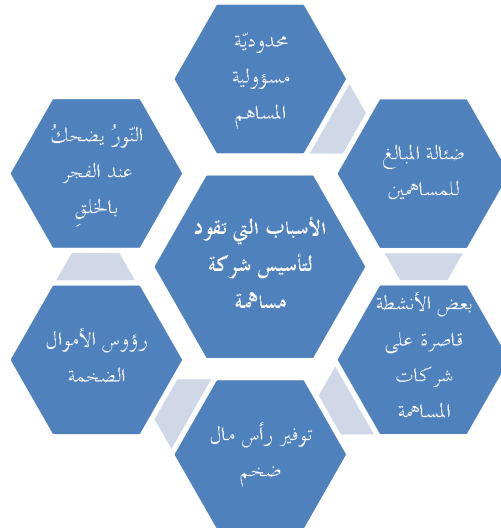 محدوديّة
مسؤولية
المساهم
ضئالة المبالغ
للمساهمين
بعض الأنشطة
قاصرة على
شركات
المساهمة
توفير رأس مال
ضخم
رؤوس الأموال
الضخمة
النّورُ يضحكُ
عند الفجر
بالخلقِ
الأسباب التي تقود
لتأسيس شركة
مساهمة